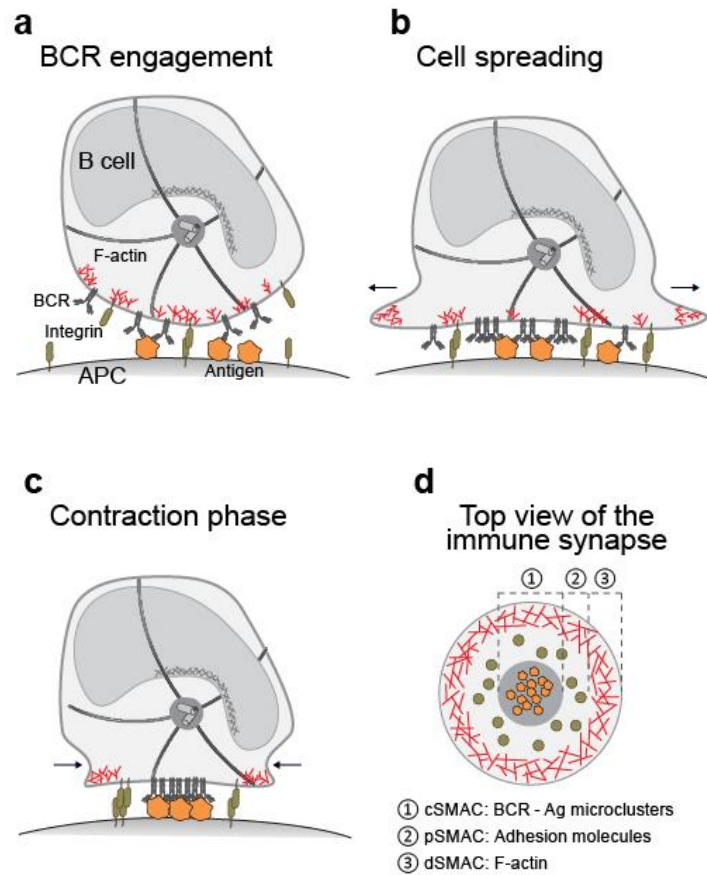 a
BCR engagement
B cell
F-actin
BCR
Integrin
APC
Antigen
b
Cell spreading
c
Contraction phase
d
Top view of the
immune synapse
① ② ③
① cSMAC: BCR - Ag microclusters
② pSMAC: Adhesion molecules
③ dSMAC: F-actin